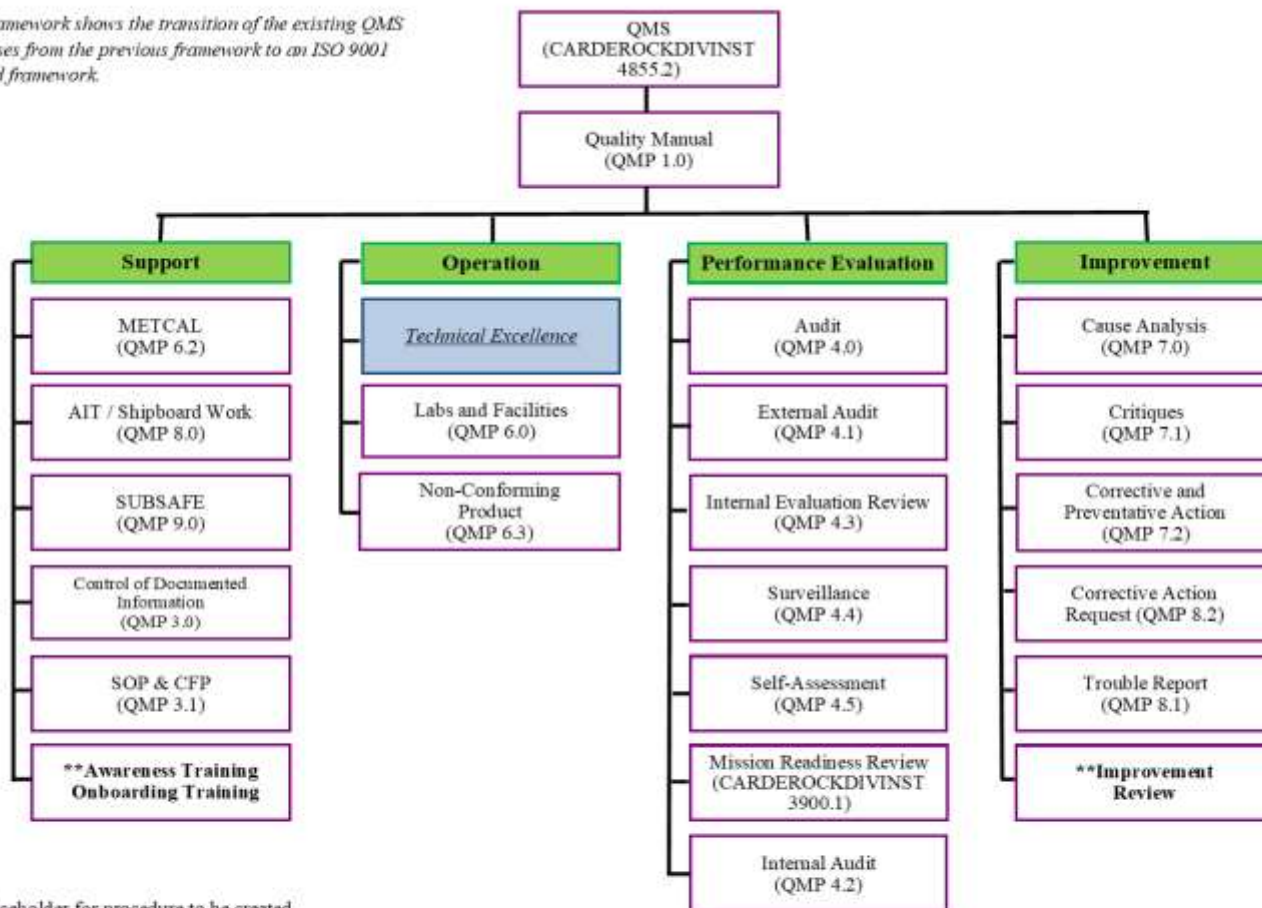 amework shows the transition of the existing QMS
ses from the previous framework to an ISO 9001
d framework.
QMS
(CARDEROCKDIVINST
4855.2)
Quality Manual
(QMP 1.0)
Support
METCAL
(QMP 6.2)
AIT / Shipboard Work
(QMP 8.0)
SUBSAFE
(QMP 9.0)
Control of Documented
Information
(QMP 3.0)
SOP & CFP
(QMP 3.1)
**Awareness Training
Onboarding Training
Operation
Technical Excellence
Labs and Facilities
(QMP 6.0)
Non-Conforming
Product
(QMP 6.3)
Performance Evaluation
Audit
(QMP 4.0)
External Audit
(QMP 4.1)
Internal Evaluation Review
(QMP 4.3)
Surveillance
(QMP 4.4)
Self-Assessment
(QMP 4.5)
Mission Readiness Review
(CARDEROCKDIVINST
3900.1)
Internal Audit
(QMP 4.2)
Improvement
Cause Analysis
(QMP 7.0)
Critiques
(QMP 7.1)
Corrective and
Preventative Action
(QMP 7.2)
Corrective Action
Request (QMP 8.2)
Trouble Report
(QMP 8.1)
**Improvement
Review